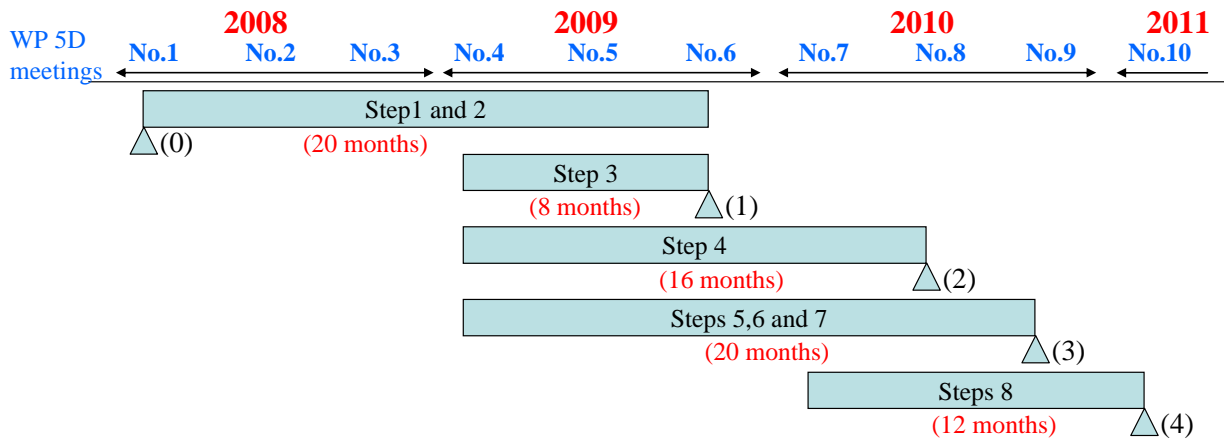 2008 2009 2010 2011
WP 5D
meetings
No.1 No.2 No.3 No.4 No.5 No.6 No.7 No.8 No.9 No.10
Step1 and 2
(0) (20 months)
Step 3
(8 months) (1)
Step 4
(16 months) (2)
Steps 5,6 and 7
(20 months) (3)
Steps 8
(12 months) (4)